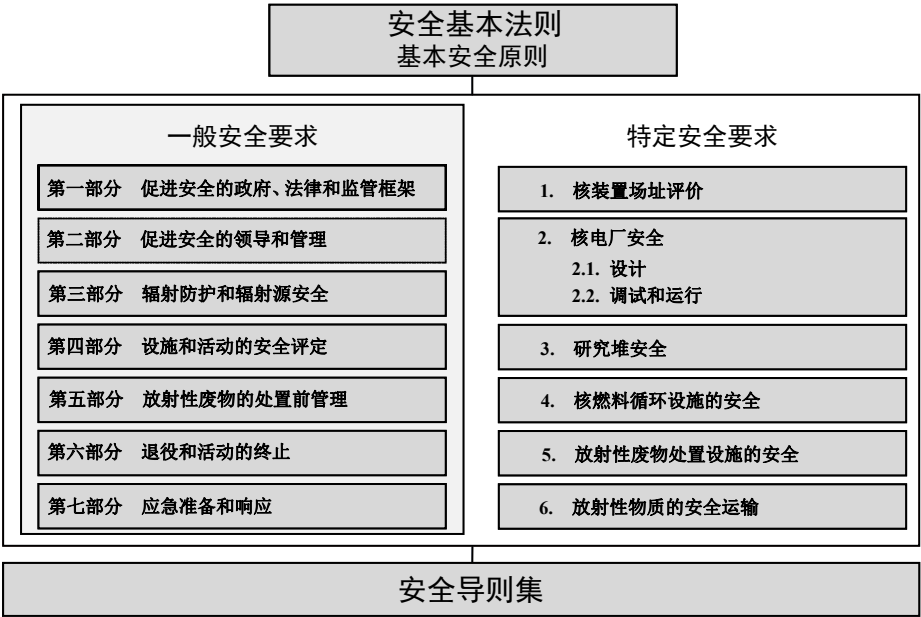 安全基本法则
基本安全原则
一般安全要求
第一部分 促进安全的政府、法律和监管框架
第二部分 促进安全的领导和管理
第三部分 辐射防护和辐射源安全
第四部分 设施和活动的安全评定
第五部分 放射性废物的处置前管理
第六部分 退役和活动的终止
第七部分 应急准备和响应
特定安全要求
1. 核装置场址评价
2. 核电厂安全
2.1. 设计
2.2. 调试和运行
3. 研究堆安全
4. 核燃料循环设施的安全
5. 放射性废物处置设施的安全
6. 放射性物质的安全运输
安全导则集